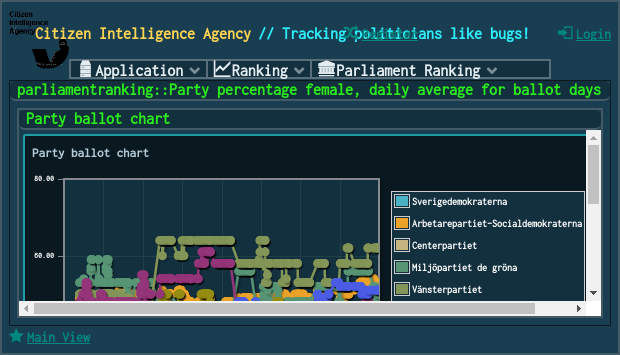 Citizen
Intelligence
Agency
Citizen Intelligence Agency // Tracking politicians like bugs!
Login
Application
Ranking
Parliament Ranking
parliamentranking::Party percentage female, daily average for ballot days
Party ballot chart
Party ballot chart
80.00
60.00
Sverigedemokraterna
Arbetarepartiet-Socialdemokraterna
Centerpartiet
Miljöpartiet de gröna
Vänsterpartiet
Main View